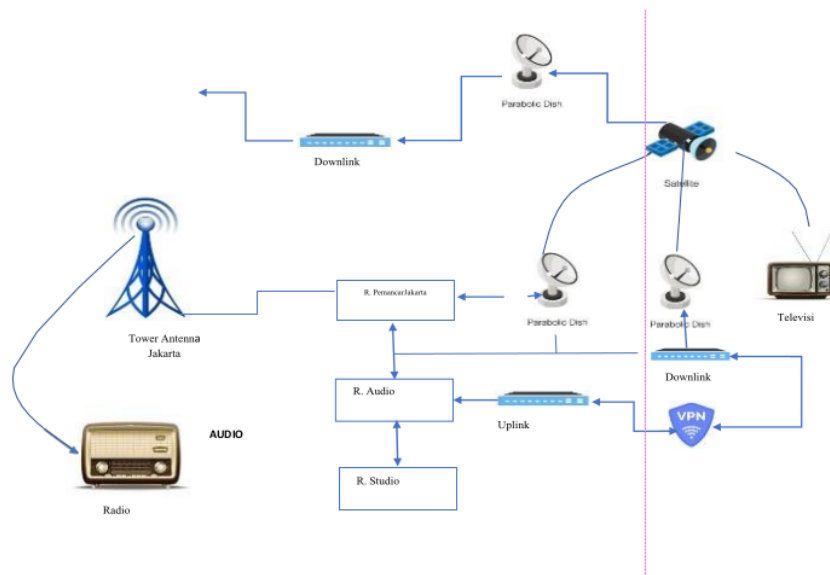 Parabolic Dish
Downlink
Satellite
R. PemancarJakarta
Parabolic Dish
Parabolic Dish
Televisi
Tower Antenna
Jakarta
Downlink
R. Audio
Uplink
VPN
AUDIO
R. Studio
Radio